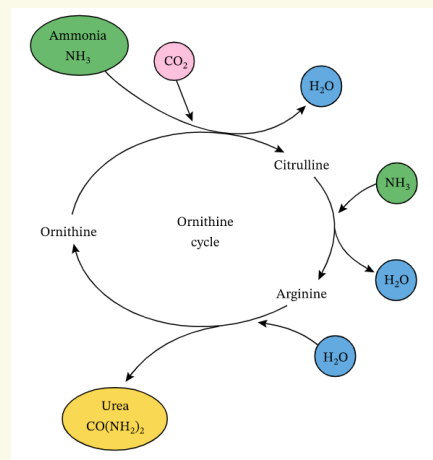 Ammonia
NH₃
CO₂
H₂O
Citrulline
NH₃
Ornithine
Ornithine
cycle
H₂O
Arginine
H₂O
Urea
CO(NH₂)₂